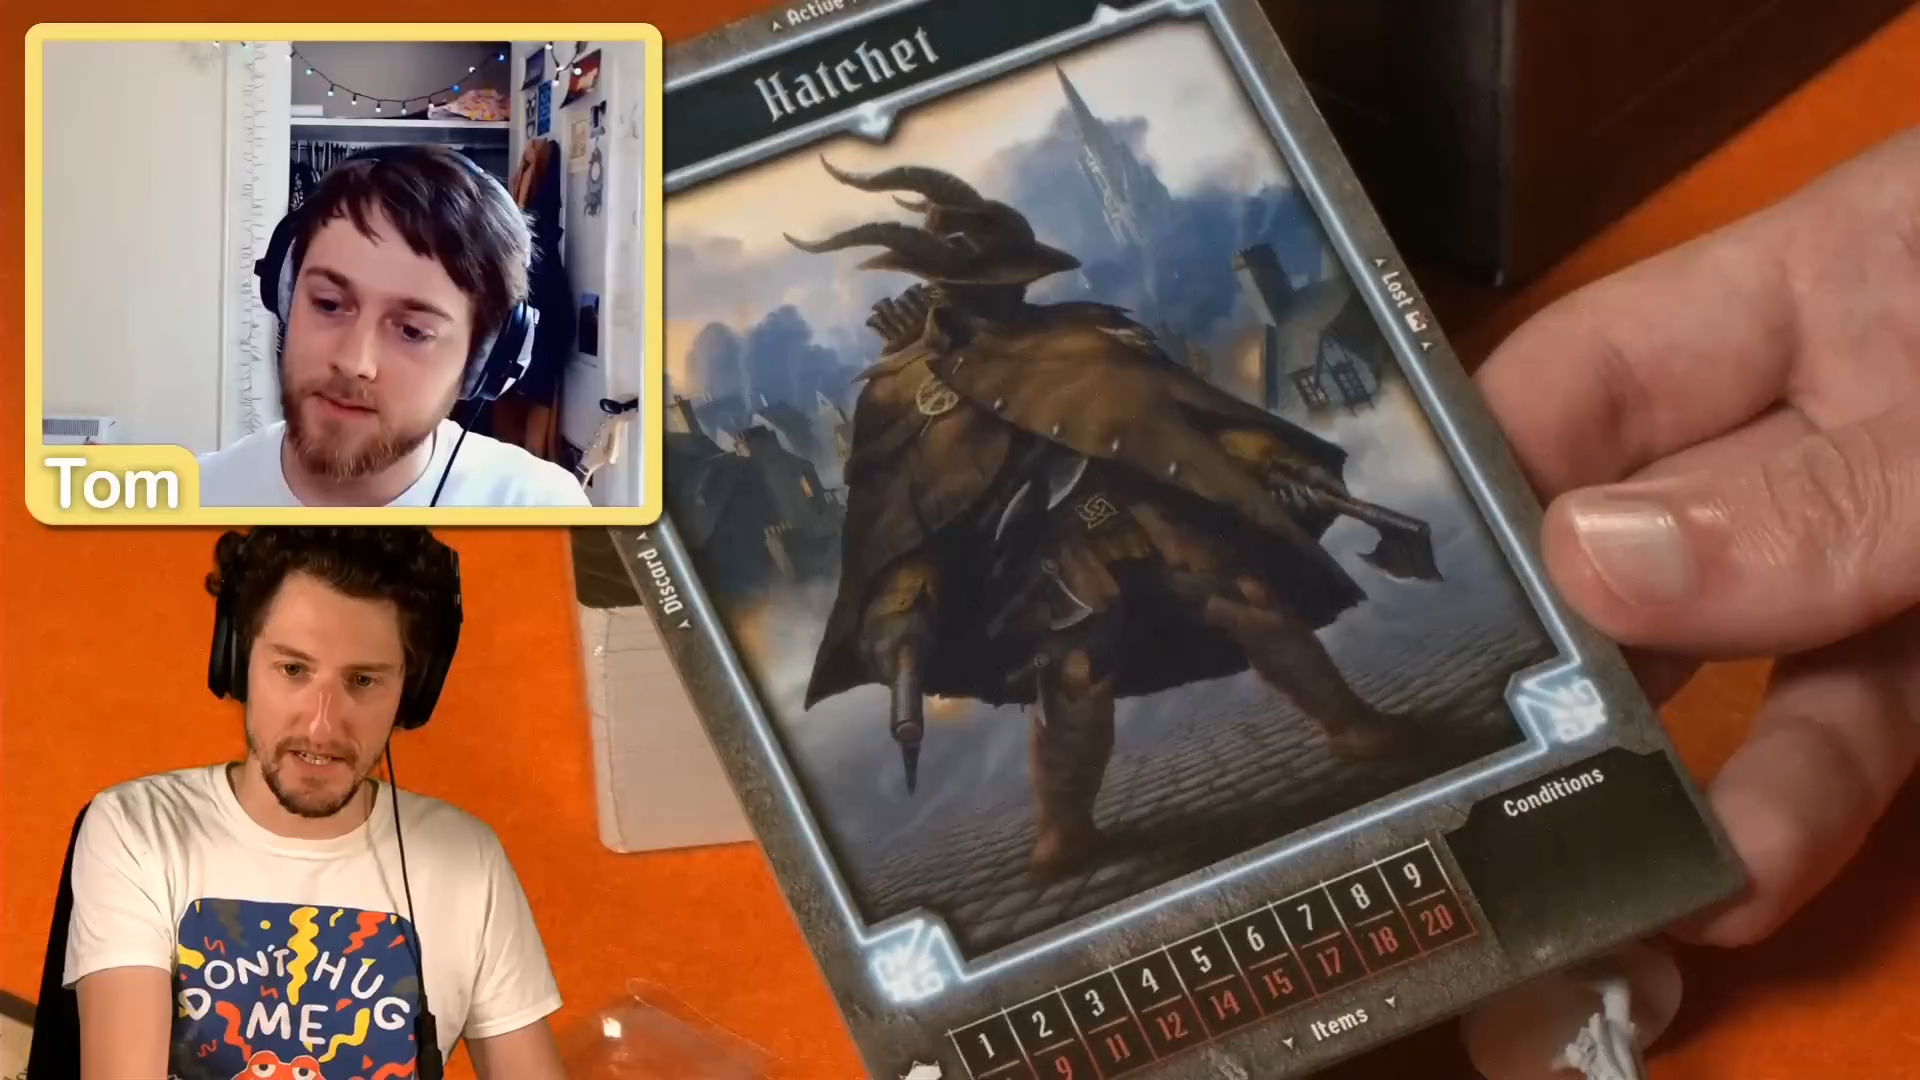 Active
Hatchet
Lost
Tom
Discard
Conditions
1 2 3 4 5 6 7 8 9
9 11 12 14 15 17 18 20
Items
DON'T HUG
ME